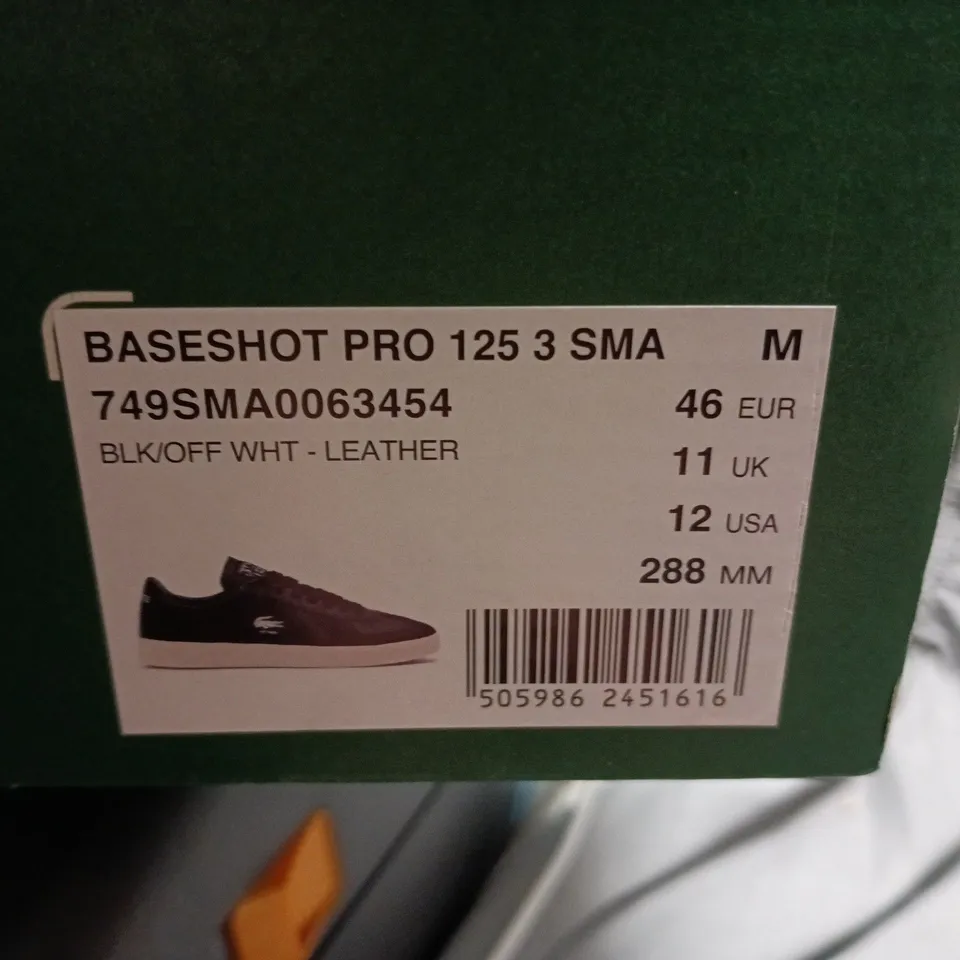 BASESHOT PRO 125 3 SMA M
749SMA0063454 46 EUR
BLK/OFF WHT - LEATHER 11 UK
12 USA
288 MM
505986 2451616